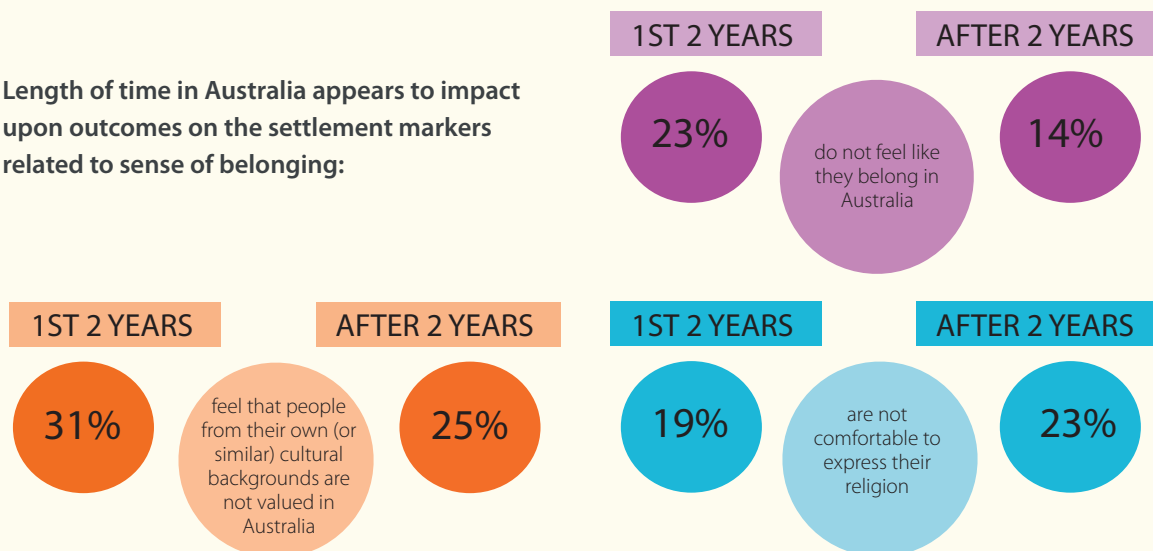 Length of time in Australia appears to impact
upon outcomes on the settlement markers
related to sense of belonging:
1ST 2 YEARS
AFTER 2 YEARS
23%
do not feel like
they belong in
Australia
14%
1ST 2 YEARS
AFTER 2 YEARS
31%
feel that people
from their own (or
similar) cultural
backgrounds are
not valued in
Australia
25%
1ST 2 YEARS
AFTER 2 YEARS
19%
are not
comfortable to
express their
religion
23%